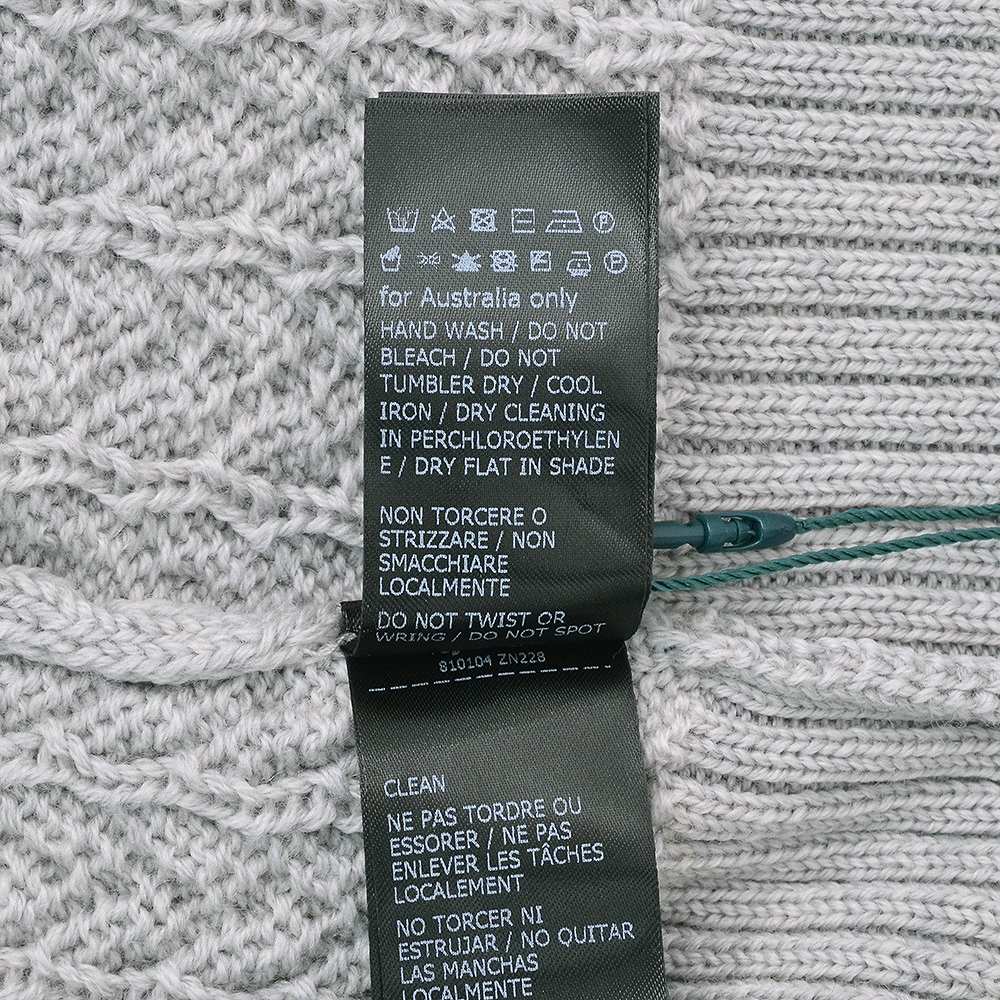 for Australia only
HAND WASH / DO NOT
BLEACH / DO NOT
TUMBLER DRY / COOL
IRON / DRY CLEANING
IN PERCHLOROETHYLEN
E / DRY FLAT IN SHADE
NON TORCERE O
STRIZZARE / NON
SMACCHIARE
LOCALMENTE
DO NOT TWIST OR
WRING / DO NOT SPOT
810104 ZN228
CLEAN
NE PAS TORDRE OU
ESSORER / NE PAS
ENLEVER LES TÂCHES
LOCALEMENT
NO TORCER NI
ESTRUJAR / NO QUITAR
LAS MANCHAS
LOCALMENTE